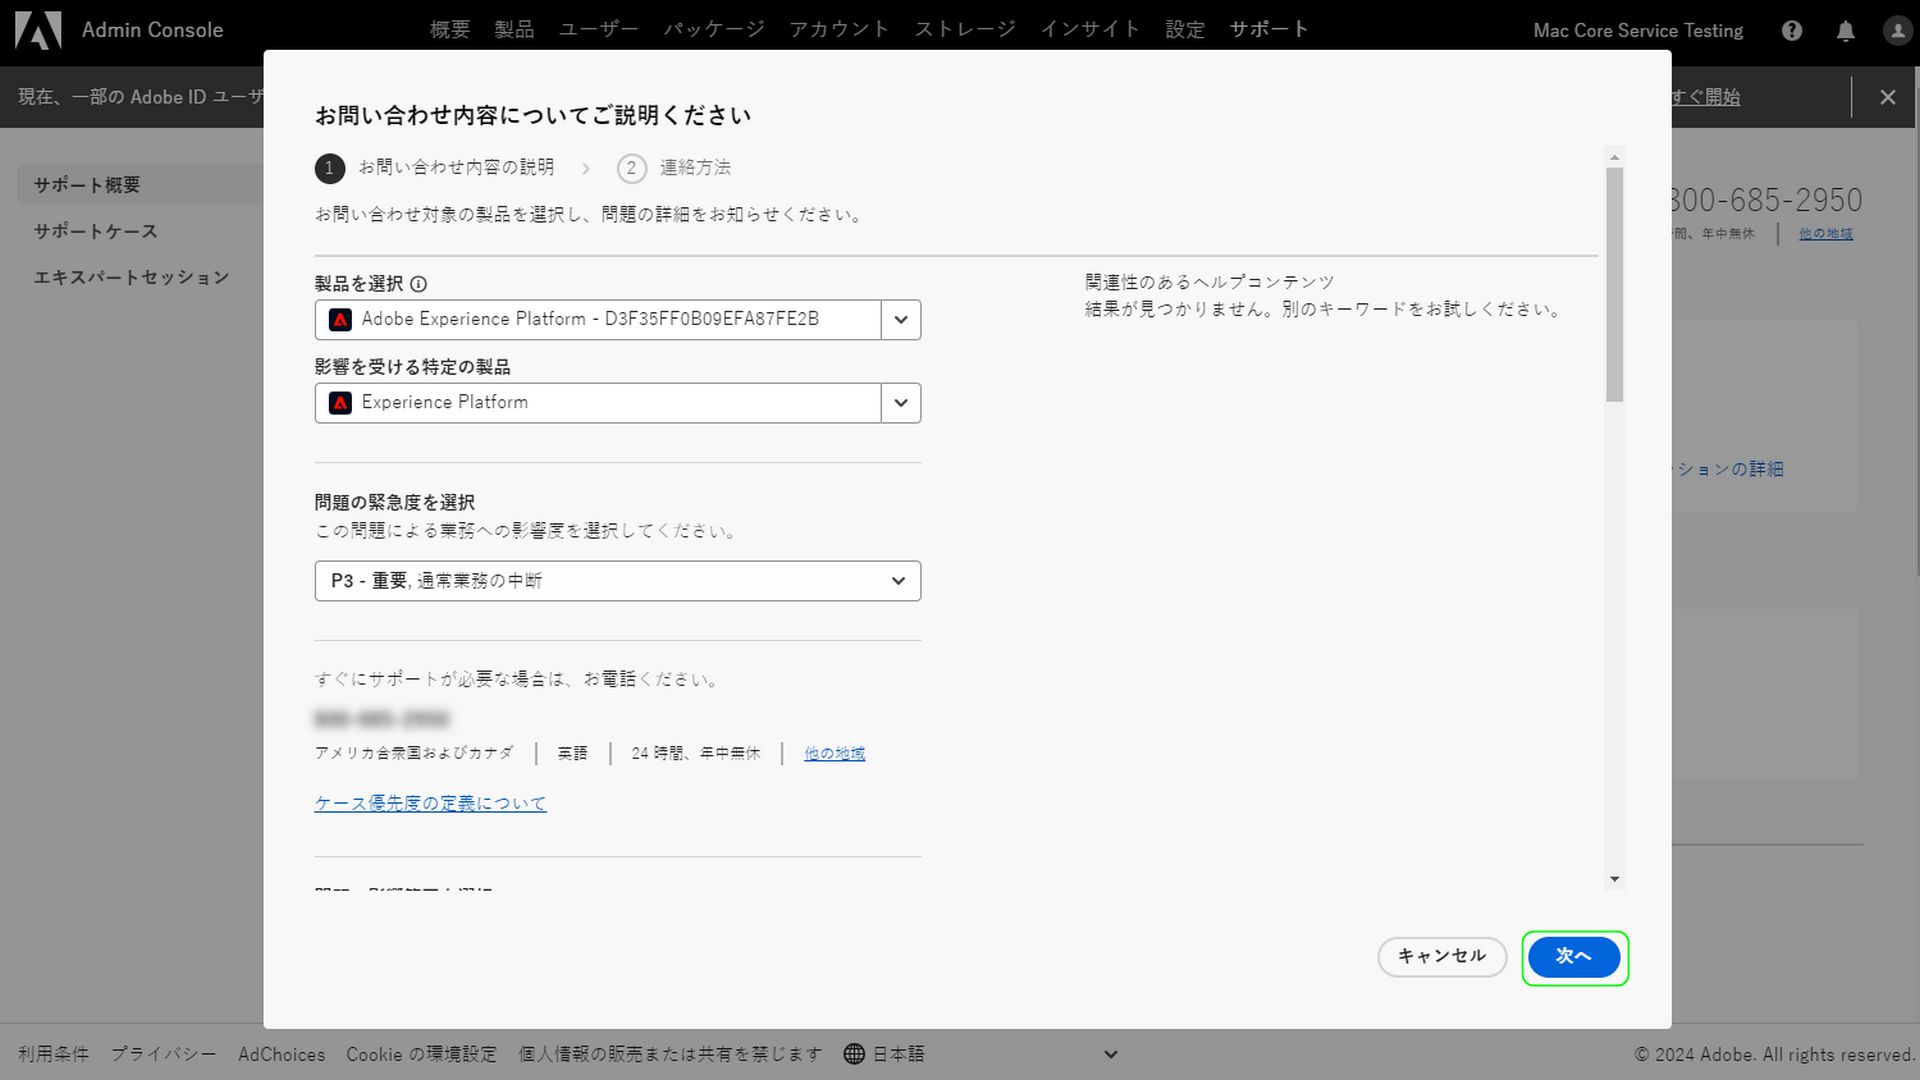 Admin Console
概要 製品 ユーザー パッケージ アカウント ストレージ インサイト 設定 サポート
Mac Core Service Testing
現在、一部の Adobe ID ユーザ
すぐ開始
サポート概要
サポートケース
エキスパートセッション
800-685-2950
間、年中無休
他の地域
ションの詳細
お問い合わせ内容についてご説明ください
1 お問い合わせ内容の説明 2 連絡方法
お問い合わせ対象の製品を選択し、問題の詳細をお知らせください。
製品を選択
Adobe Experience Platform - D3F35FF0B09EFA87FE2B
影響を受ける特定の製品
Experience Platform
関連性のあるヘルプコンテンツ
結果が見つかりません。別のキーワードをお試しください。
問題の緊急度を選択
この問題による業務への影響度を選択してください。
P3 - 重要, 通常業務の中断
すぐにサポートが必要な場合は、お電話ください。
アメリカ合衆国およびカナダ 英語 24 時間、年中無休 他の地域
ケース優先度の定義について
キャンセル 次へ
利用条件 プライバシー AdChoices Cookie の環境設定 個人情報の販売または共有を禁じます 日本語
© 2024 Adobe. All rights reserved.